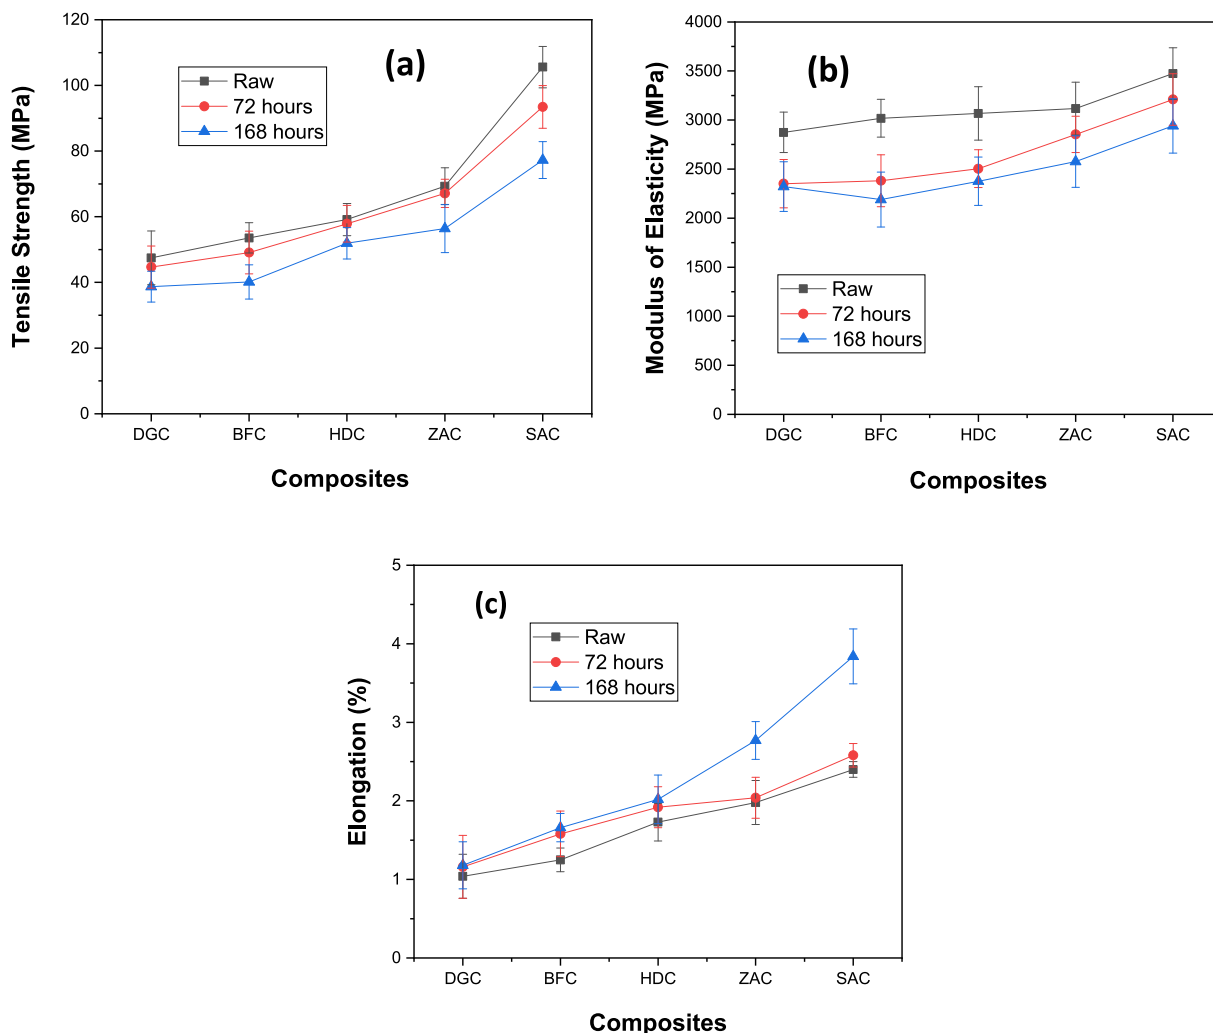 (a)
Raw
72 hours
168 hours
Tensile Strength (MPa)
120
100
80
60
40
20
0
DGC BFC HDC ZAC SAC
Composites
(b)
Raw
72 hours
168 hours
Modulus of Elasticity (MPa)
4000
3500
3000
2500
2000
1500
1000
500
0
DGC BFC HDC ZAC SAC
Composites
(c)
Raw
72 hours
168 hours
Elongation (%)
5
4
3
2
1
0
DGC BFC HDC ZAC SAC
Composites